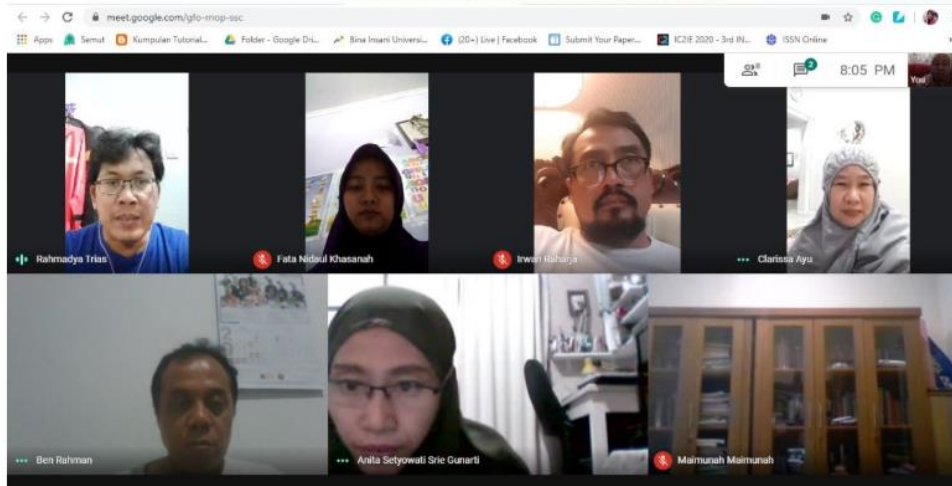 meet.google.com/gfo-rnop-ssc
Apps Semut Kumpulan Tutorial... Folder - Google Dri... Bina Insani Universi... (20+) Live | Facebook Submit Your Paper... IC2IE 2020 - 3rd IN... ISSN Online
2 8:05 PM You
Rahmadya Trias Fata Nidaul Khasanah Irwan Raharja Clarissa Ayu
Ben Rahman Anita Setyowati Srie Gunarti Maimunah Maimunah